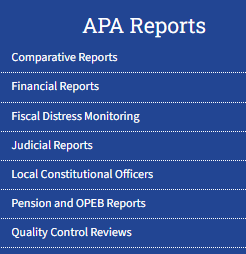 APA Reports
Comparative Reports
Financial Reports
Fiscal Distress Monitoring
Judicial Reports
Local Constitutional Officers
Pension and OPEB Reports
Quality Control Reviews